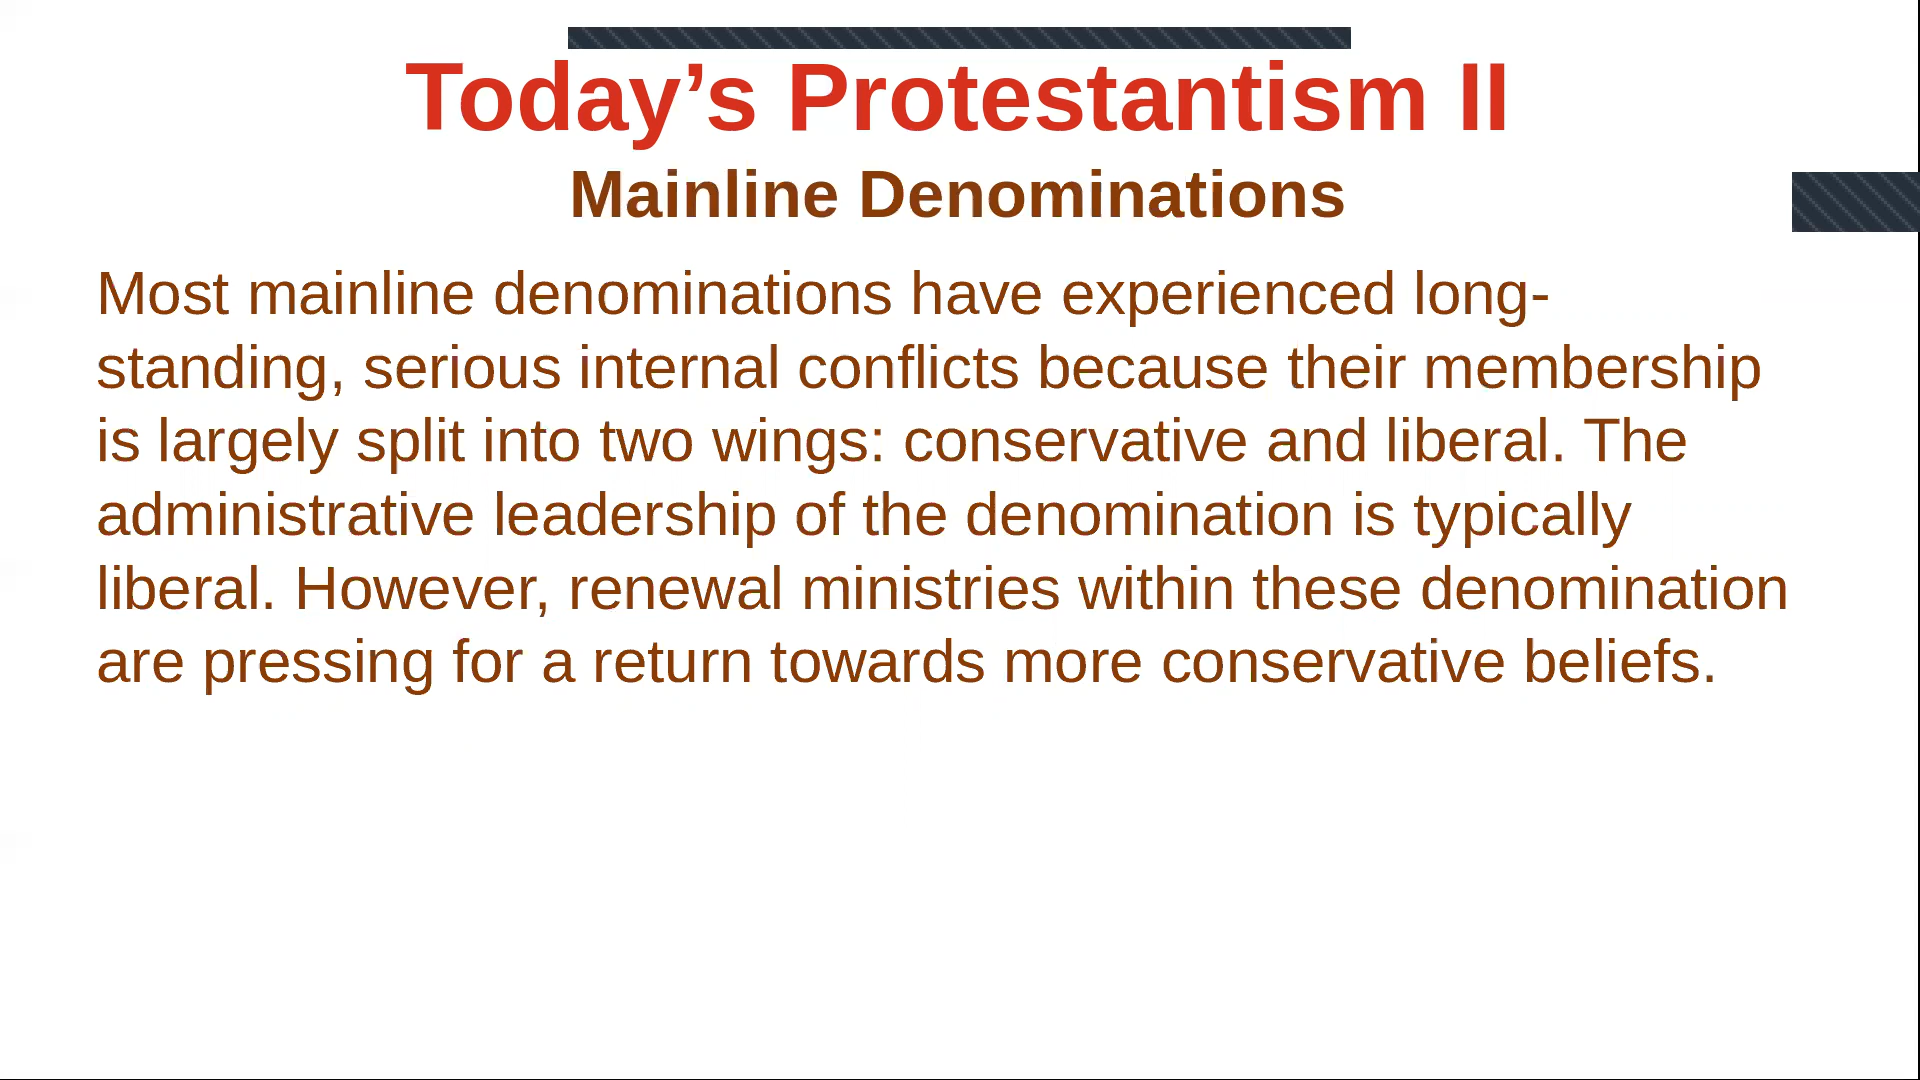 Today’s Protestantism II
Mainline Denominations
Most mainline denominations have experienced long-
standing, serious internal conflicts because their membership
is largely split into two wings: conservative and liberal. The
administrative leadership of the denomination is typically
liberal. However, renewal ministries within these denomination
are pressing for a return towards more conservative beliefs.